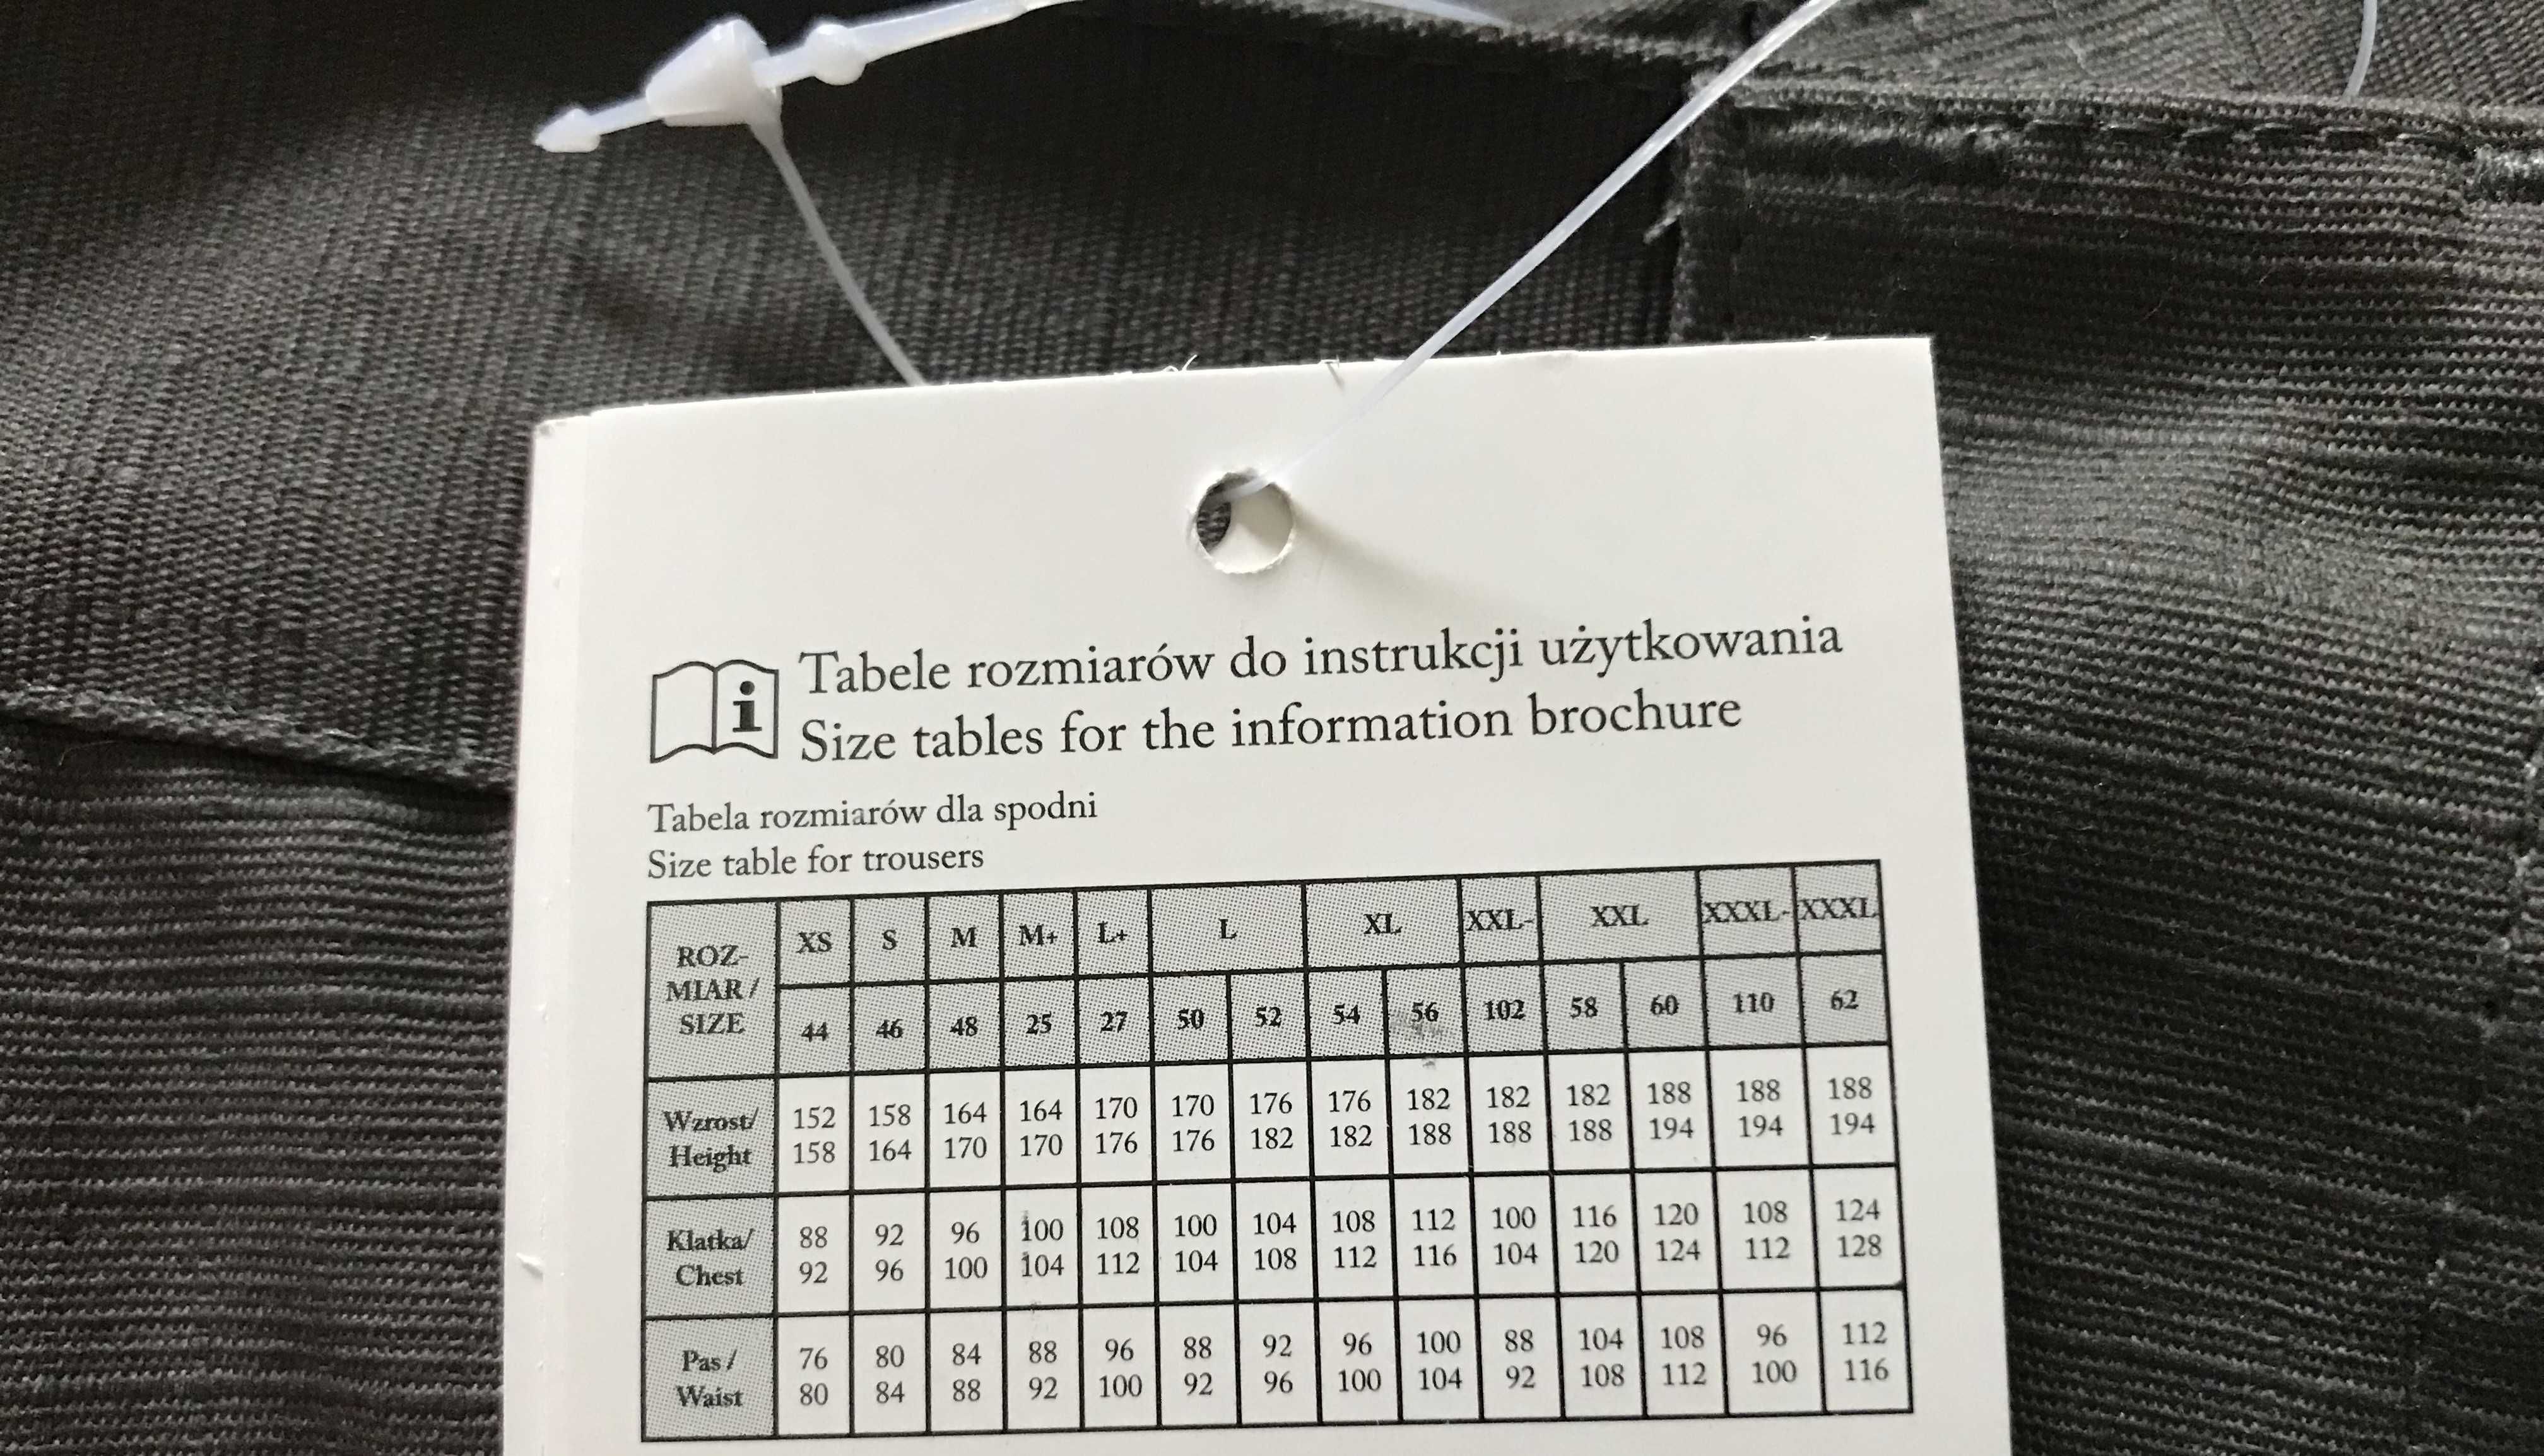 i
Tabele rozmiarów do instrukcji użytkowania
Size tables for the information brochure
Tabela rozmiarów dla spodni
Size table for trousers
ROZ-
MIAR /
SIZE
XS S M M+ L+ L XL XXL- XXL XXXL- XXXL
44 46 48 25 27 50 52 54 56 102 58 60 110 62
Wzrost/ 152 158 164 164 170 170 176 176 182 182 182 188 188 188
Height 158 164 170 170 176 176 182 182 188 188 188 194 194 194
Klatka/ 88 92 96 100 108 100 104 108 112 100 116 120 108 124
Chest 92 96 100 104 112 104 108 112 116 104 120 124 112 128
Pas / 76 80 84 88 96 88 92 96 100 88 104 108 96 112
Waist 80 84 88 92 100 92 96 100 104 92 108 112 100 116